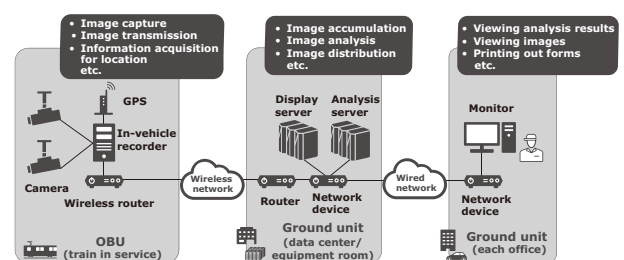 • Image capture
• Image transmission
• Information acquisition
for location
etc.
• Image accumulation
• Image analysis
• Image distribution
etc.
• Viewing analysis results
• Viewing images
• Printing out forms
etc.
GPS
In-vehicle
recorder
Camera
Wireless router
OBU
(train in service)
Wireless
network
Display
server
Analysis
server
Router
Network
device
Ground unit
(data center/
equipment room)
Wired
network
Monitor
Network
device
Ground unit
(each office)